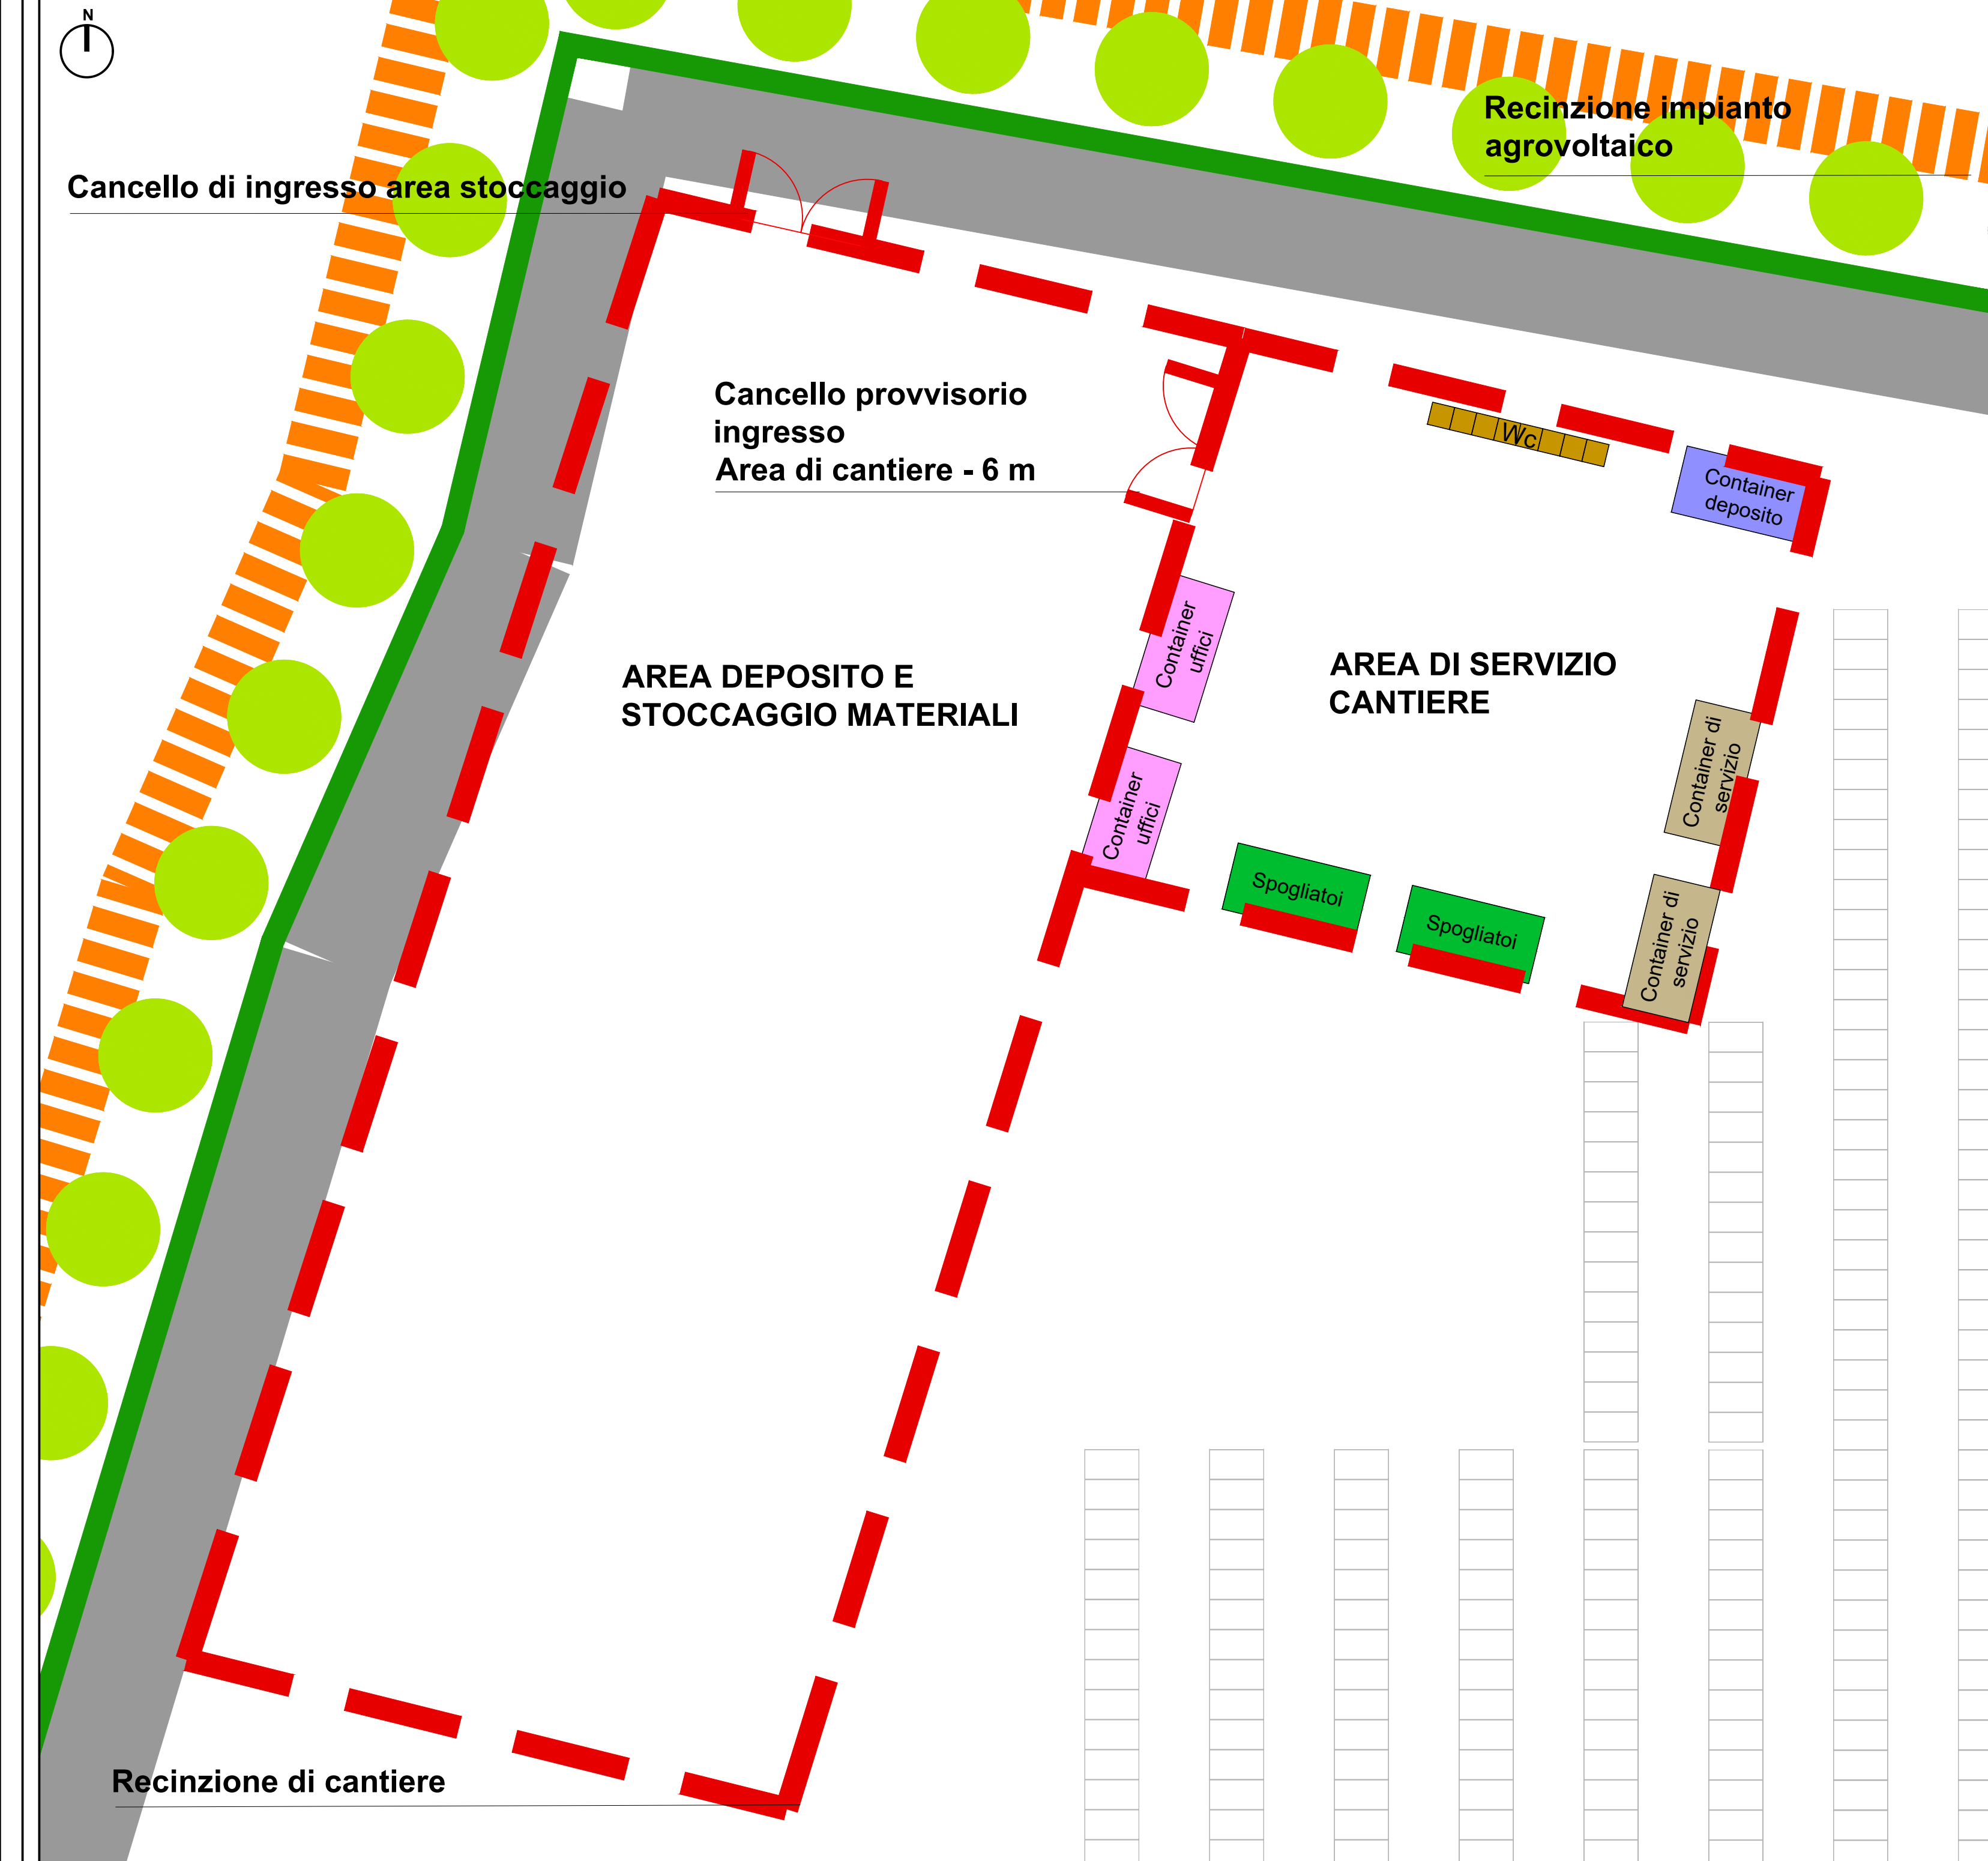 N
Recinzione impianto
agrovoltaico
Cancello di ingresso area stoccaggio
Cancello provvisorio
ingresso
Area di cantiere - 6 m
Wc
Container
deposito
Container
uffici
AREA DEPOSITO E
STOCCAGGIO MATERIALI
AREA DI SERVIZIO
CANTIERE
Container di
servizio
Container
uffici
Spogliatoi
Spogliatoi
Container di
servizio
Recinzione di cantiere